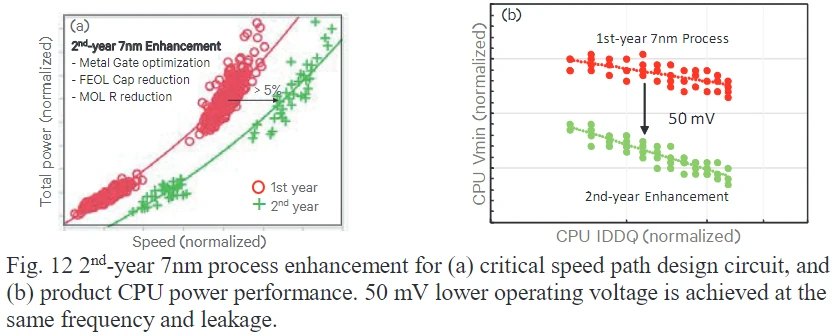 (a)
2nd-year 7nm Enhancement
- Metal Gate optimization
- FEOL Cap reduction
- MOL R reduction
> 5%
1st year
2nd year
Total power (normalized)
Speed (normalized)
(b)
1st-year 7nm Process
50 mV
2nd-year Enhancement
CPU Vmin (normalized)
CPU IDDQ (normalized)
Fig. 12 2nd-year 7nm process enhancement for (a) critical speed path design circuit, and
(b) product CPU power performance. 50 mV lower operating voltage is achieved at the
same frequency and leakage.